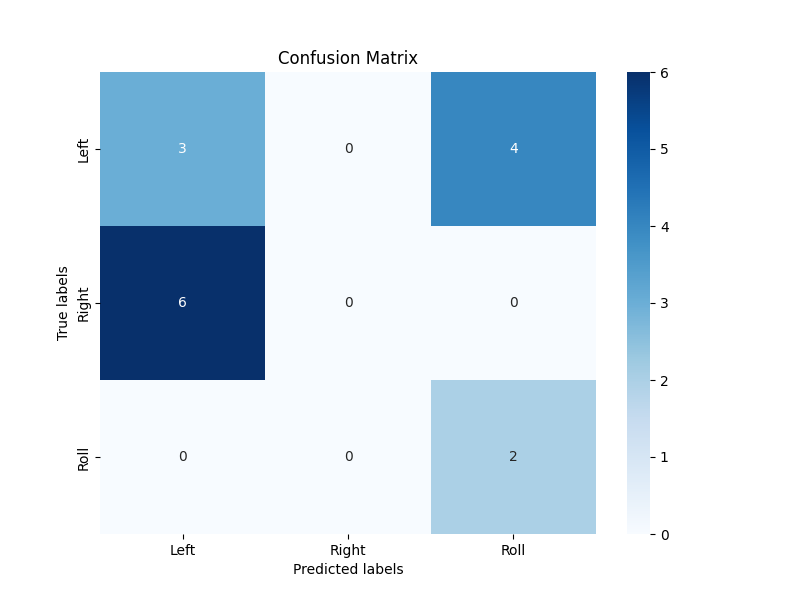 Confusion Matrix
Left
3
0
4
Right
6
0
0
Roll
0
0
2
True labels
Left
Right
Roll
Predicted labels
6
5
4
3
2
1
0